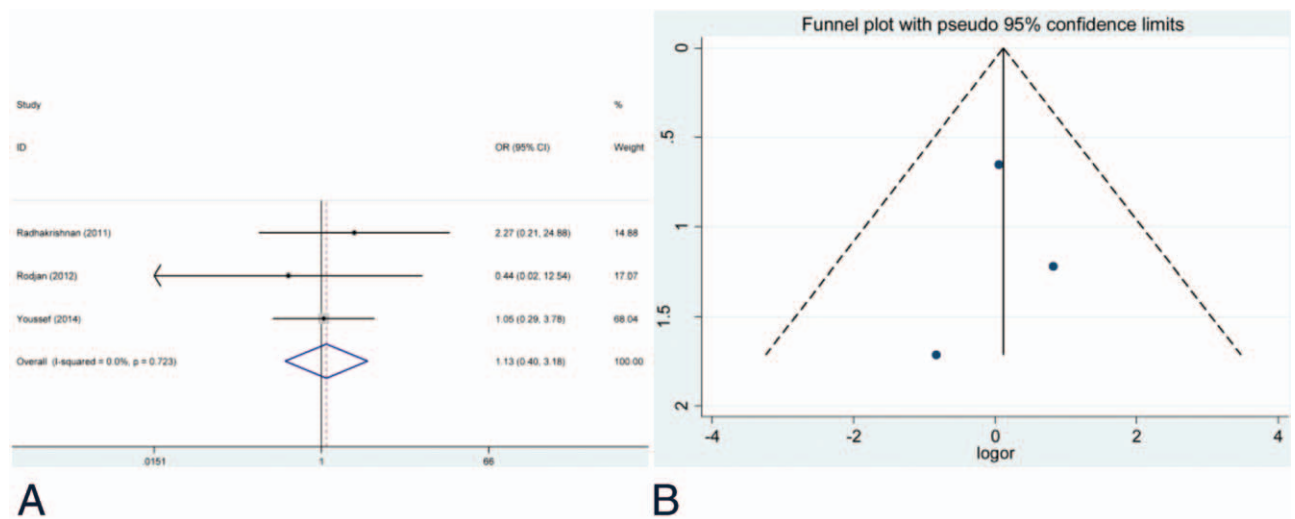 Study %
ID OR (95% CI) Weight
Radhakrishnan (2011) 2.27 (0.21, 24.88) 14.88
Rodjan (2012) 0.44 (0.02, 12.54) 17.07
Youssef (2014) 1.05 (0.29, 3.78) 68.04
Overall (I-squared = 0.0%, p = 0.723) 1.13 (0.40, 3.18) 100.00
.0151 1 66
A
Funnel plot with pseudo 95% confidence limits
0
.5
1
1.5
2
-4 -2 0 2 4
logor
B